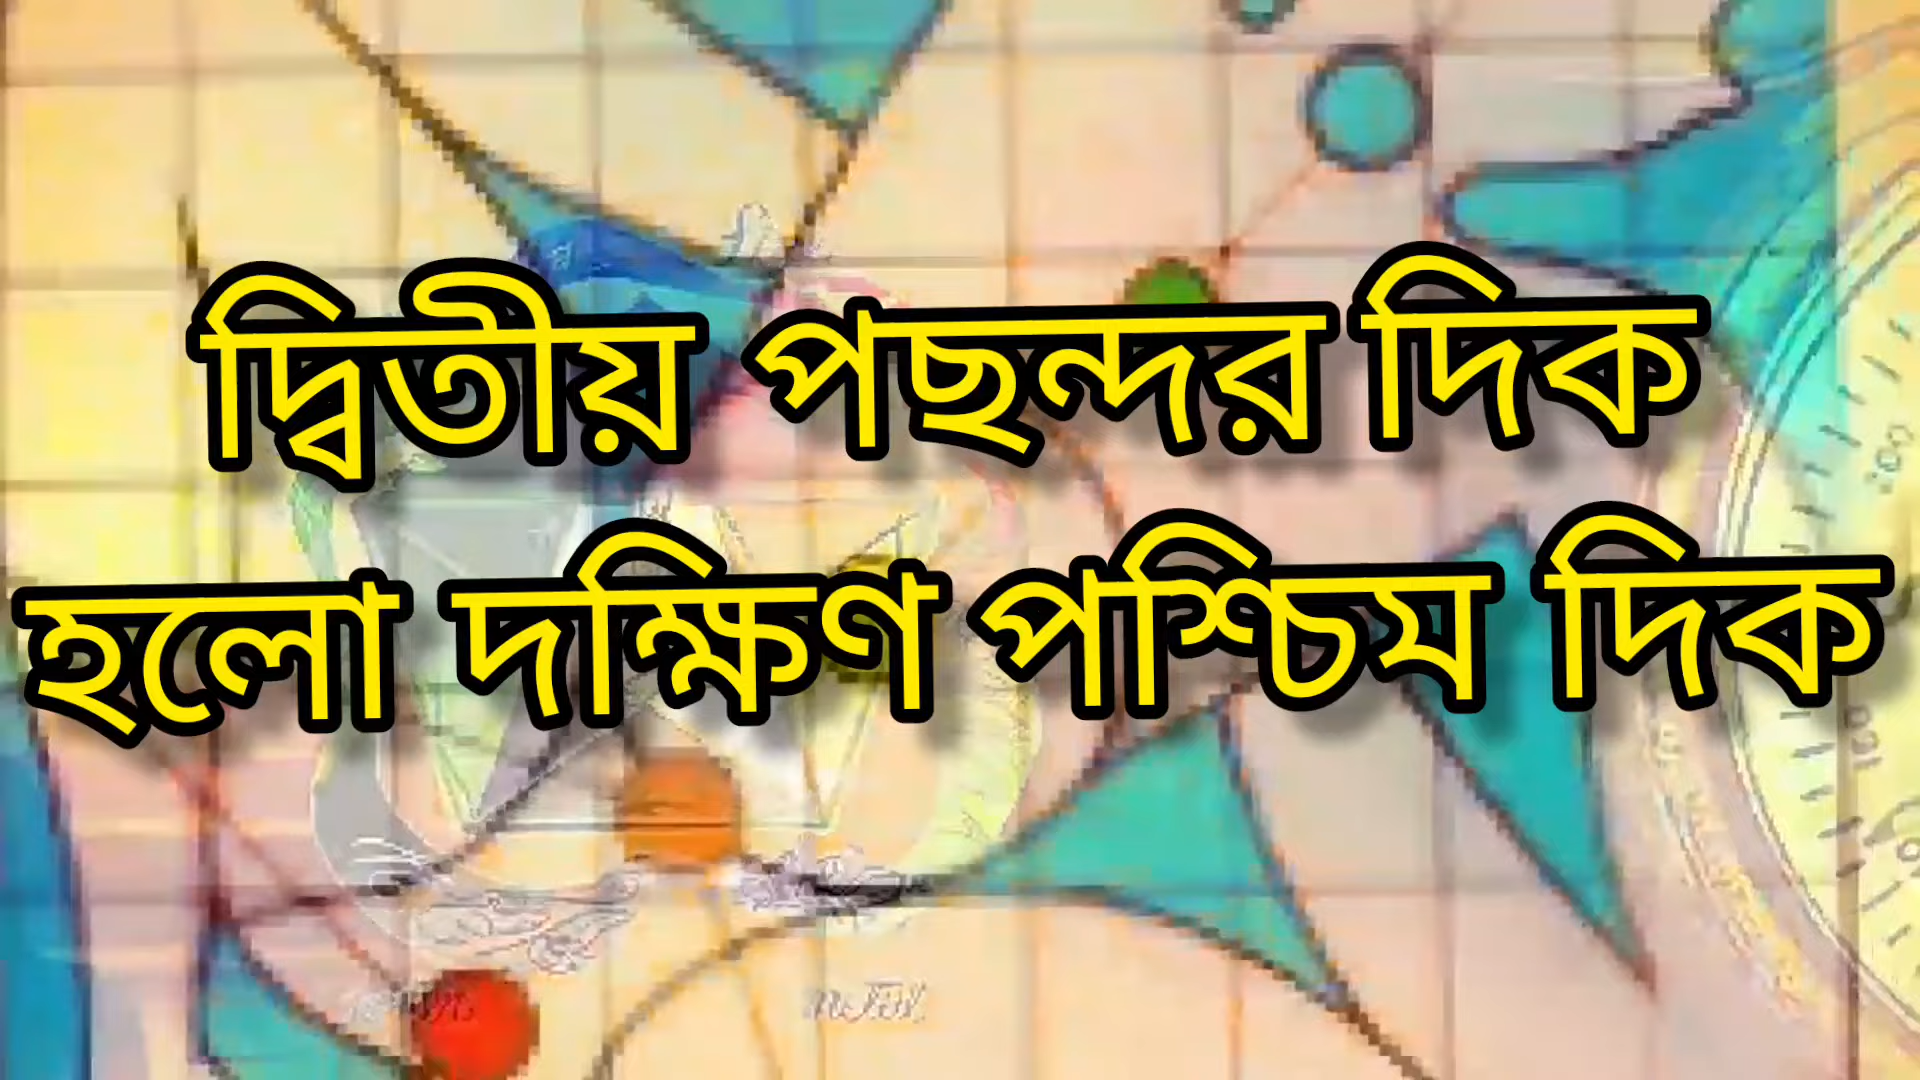 দ্বিতীয় পছন্দর দিক
হলো দক্ষিণ পশ্চিম দিক